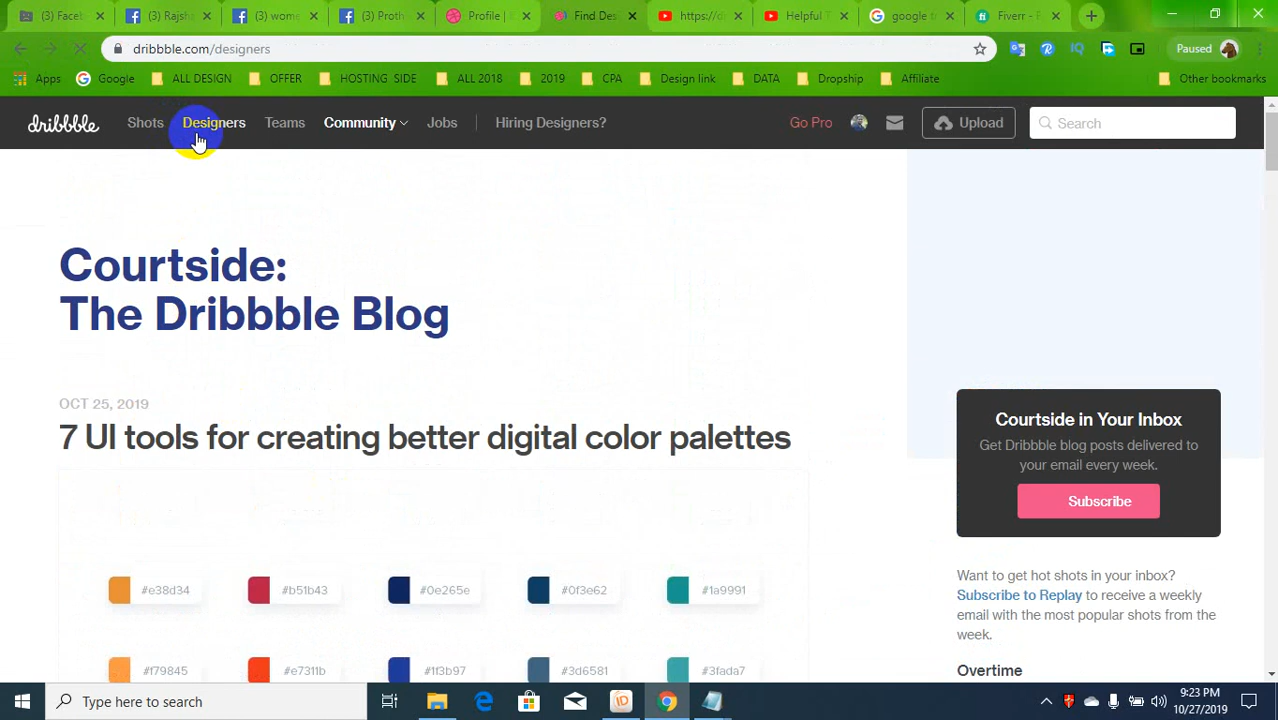 (3) Faceb
(3) Rajsha
(3) wome
(3) Proth
Profile |
Find Des
https://d
Helpful T
google tr
Fiverr - F
dribbble.com/designers
Paused
Apps
Google
ALL DESIGN
OFFER
HOSTING SIDE
ALL 2018
2019
CPA
Design link
DATA
Dropship
Affiliate
Other bookmarks
dribbble
Shots
Designers
Teams
Community
Jobs
Hiring Designers?
Go Pro
Upload
Search
Courtside:
The Dribbble Blog
OCT 25, 2019
7 UI tools for creating better digital color palettes
#e38d34
#b51b43
#0e265e
#0f3e62
#1a9991
#f79845
#e7311b
#1f3b97
#3d6581
#3fada7
Courtside in Your Inbox
Get Dribbble blog posts delivered to
your email every week.
Subscribe
Want to get hot shots in your inbox?
Subscribe to Replay to receive a weekly
email with the most popular shots from the
week.
Overtime
Type here to search
9:23 PM
10/27/2019